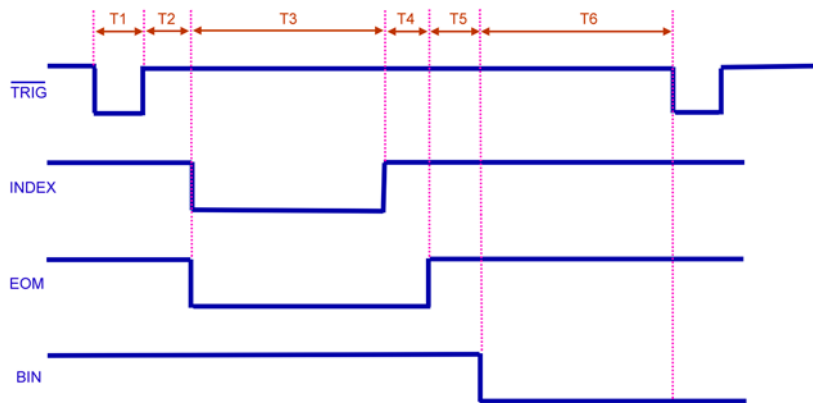 T1 T2 T3 T4 T5 T6
TRIG
INDEX
EOM
BIN